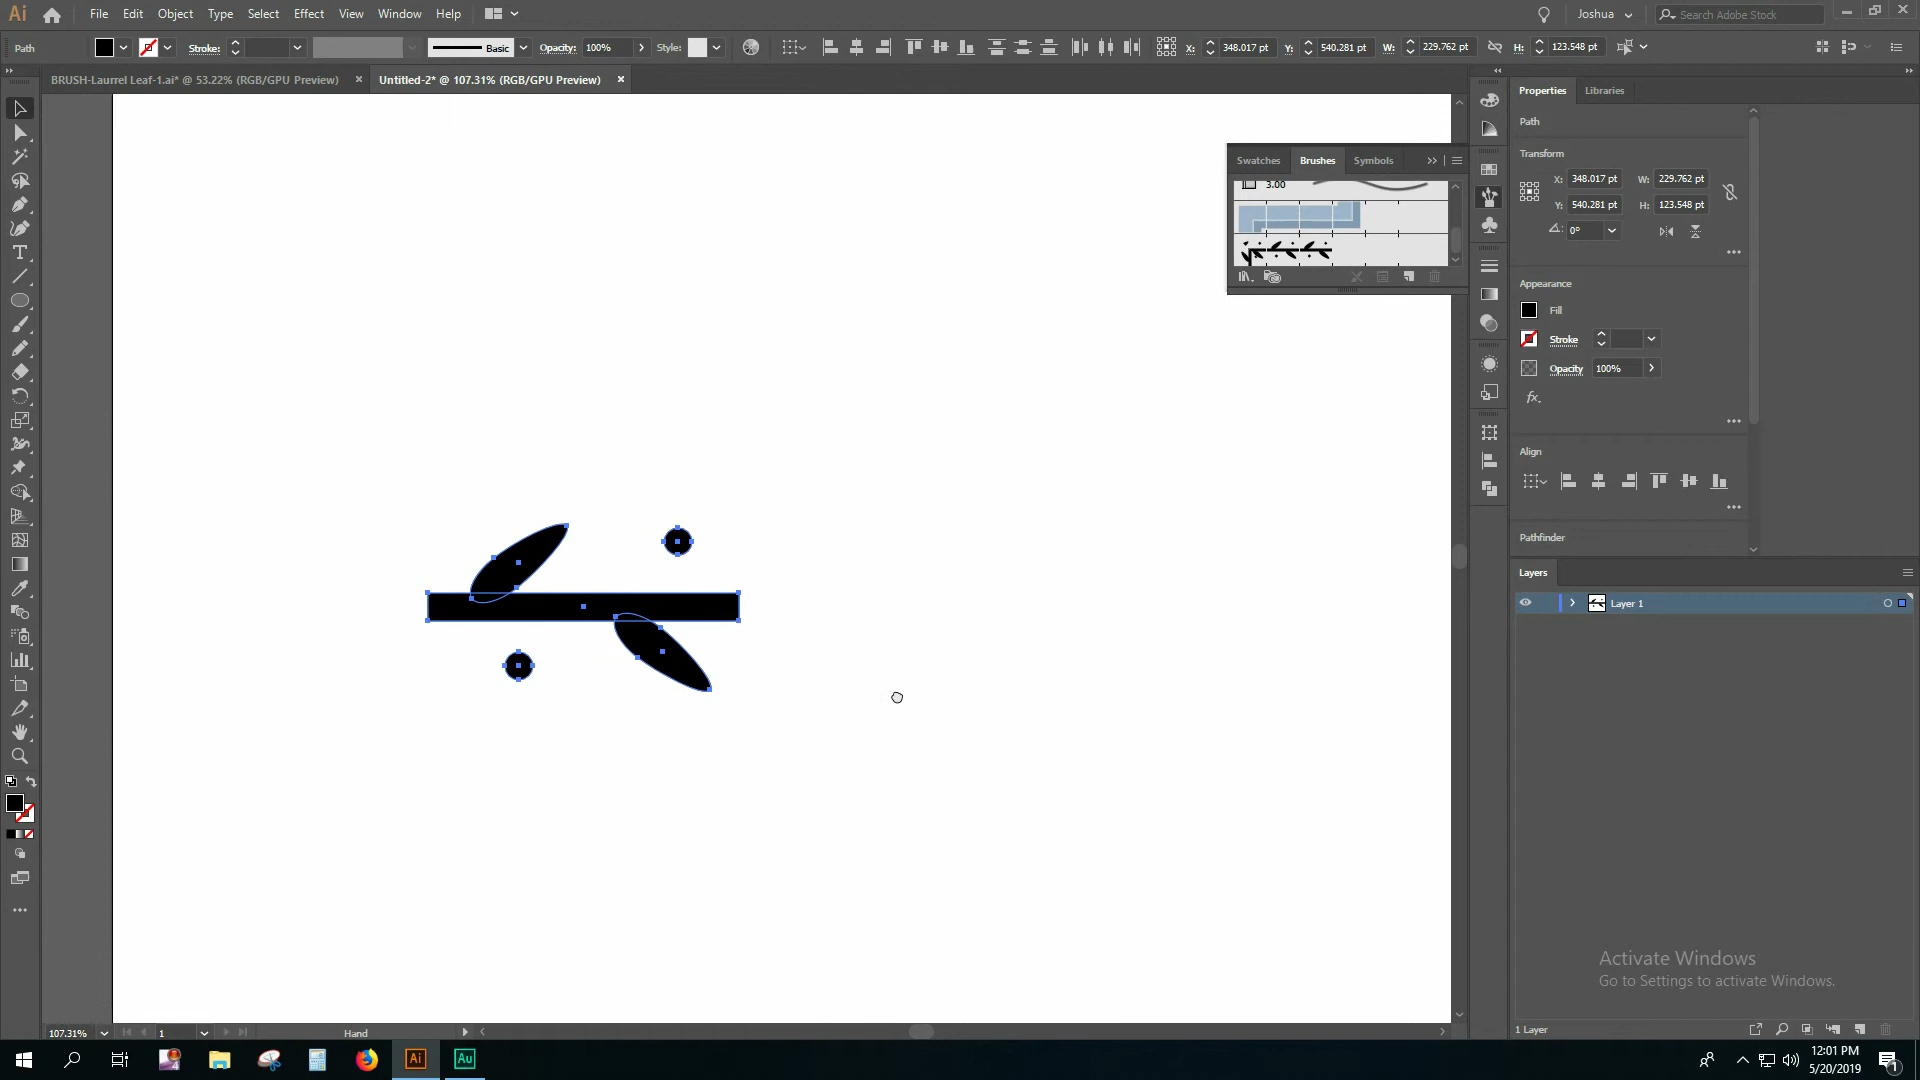 Ai File Edit Object Type Select Effect View Window Help Joshua Search Adobe Stock
Path Stroke: Basic Opacity: 100% Style: X: 348.017 pt Y: 540.281 pt W: 229.762 pt H: 123.548 pt
BRUSH-Laurrel Leaf-1.ai* @ 53.22% (RGB/GPU Preview) × Untitled-2* @ 107.31% (RGB/GPU Preview) ×
Properties Libraries
Path
Transform
X: 348.017 pt W: 229.762 pt
Y: 540.281 pt H: 123.548 pt
0°
Appearance
Fill
Stroke
Opacity 100%
fx.
Align
Pathfinder
Swatches Brushes Symbols
3.00
Layers
Layer 1
Activate Windows
Go to Settings to activate Windows.
1 Layer
107.31% 1 Hand
Ai Au
12:01 PM
5/20/2019
1